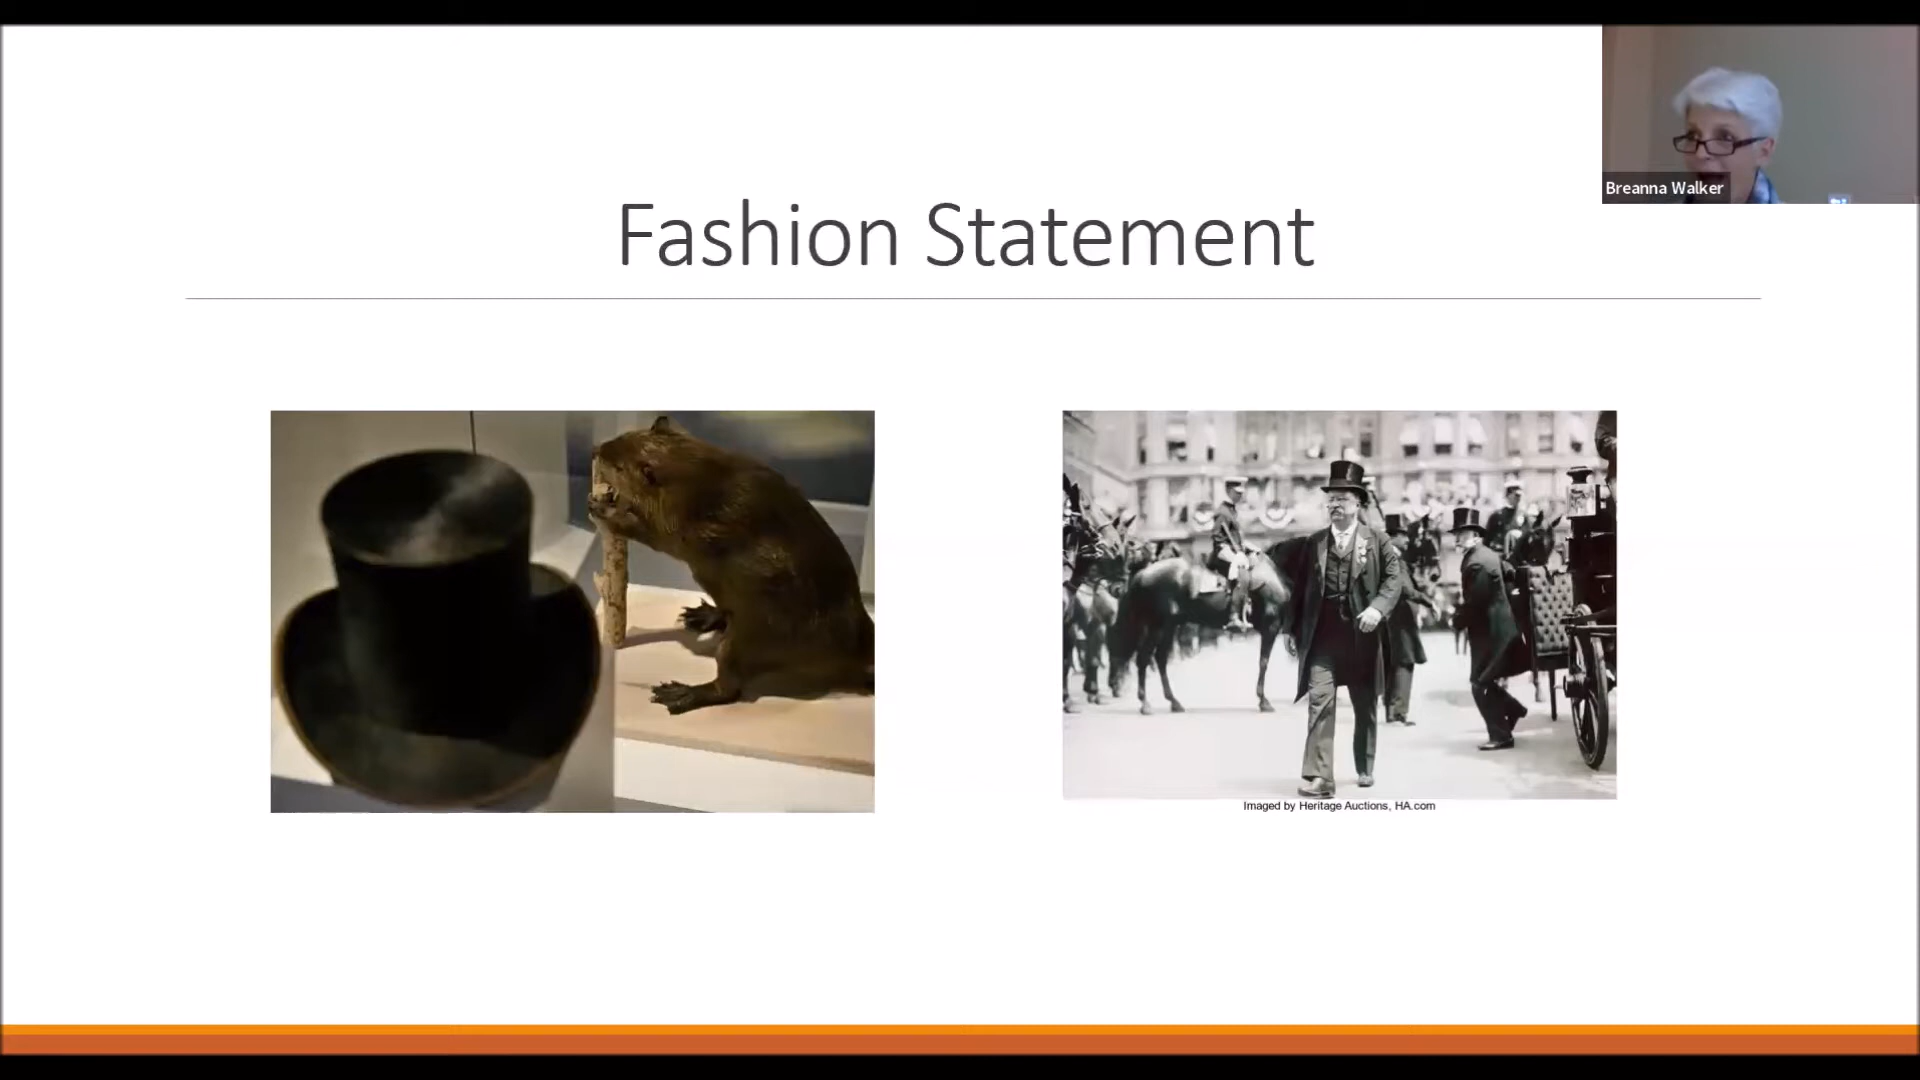 Breanna Walker
Fashion Statement
Imaged by Heritage Auctions, HA.com